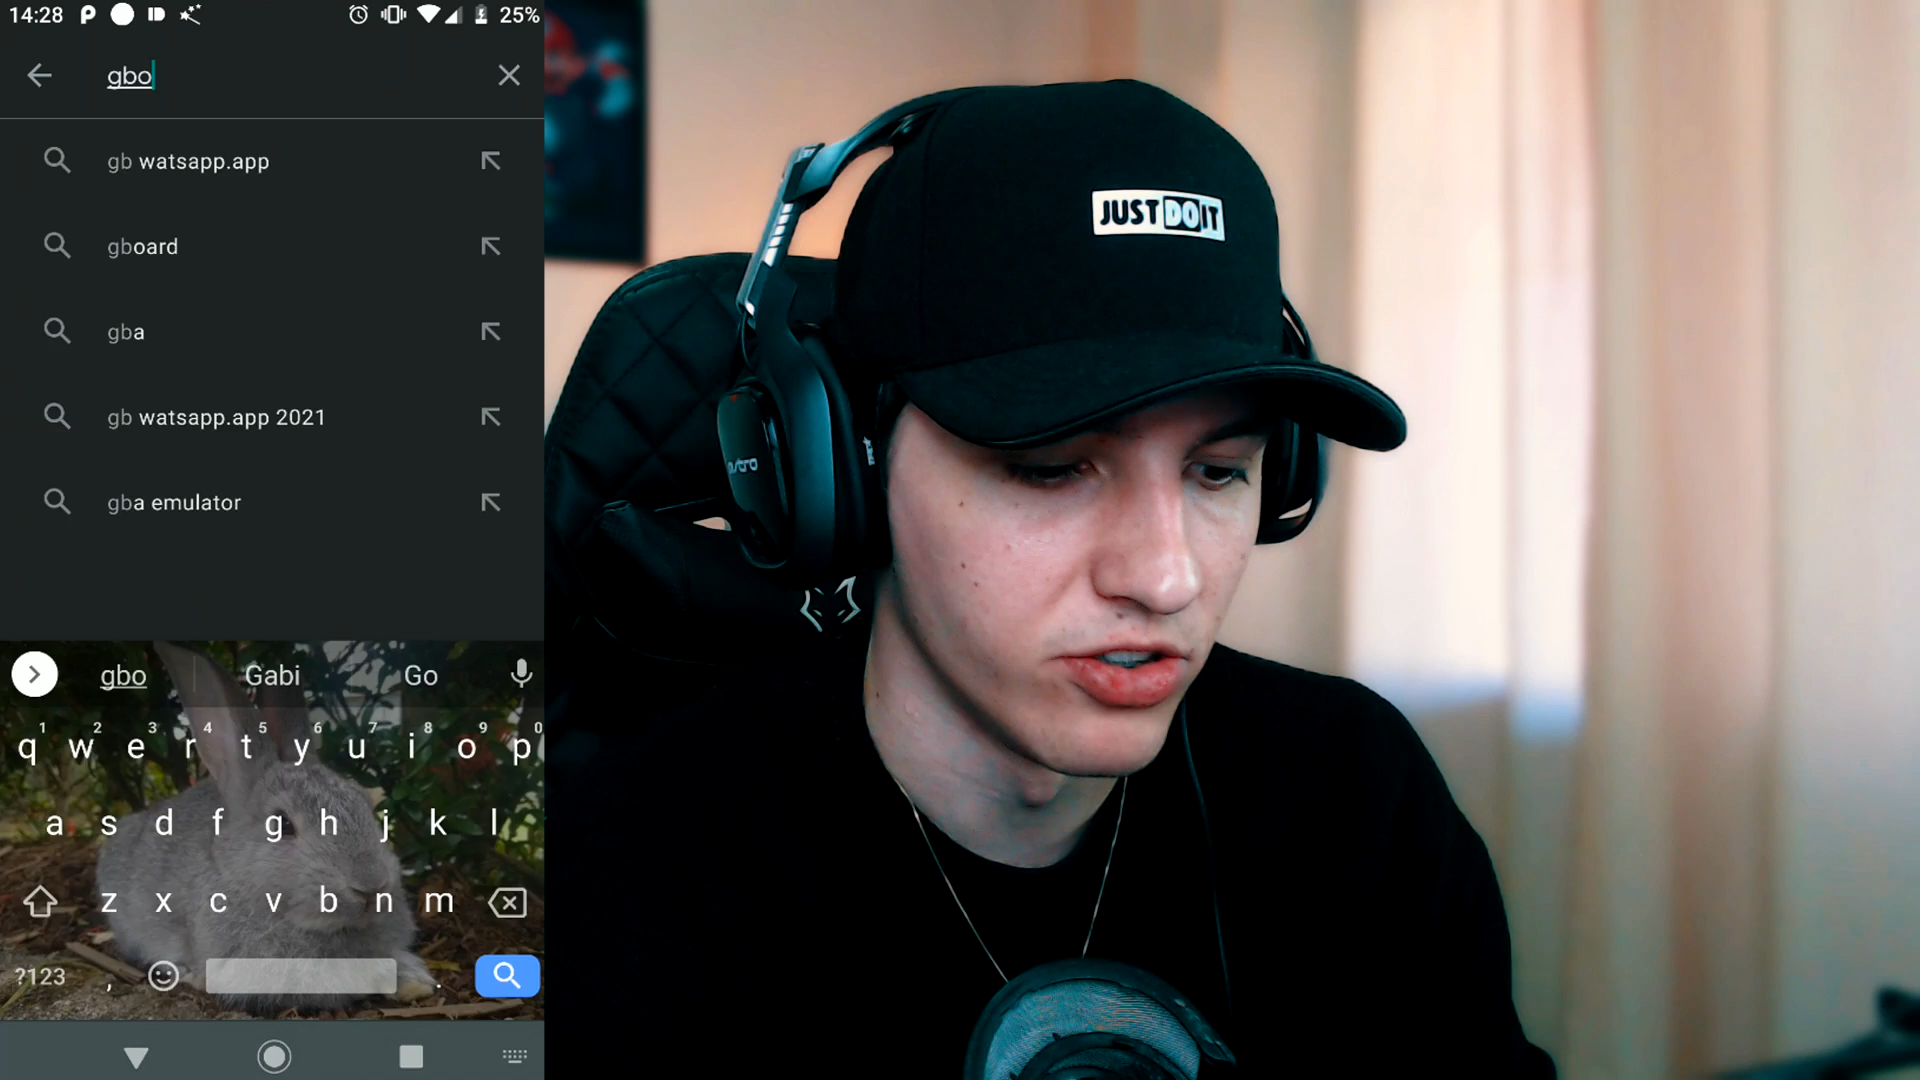 14:28 25%
gbo
gb watsapp.app
gboard
gba
gb watsapp.app 2021
gba emulator
gbo Gabi Go
1 2 3 4 5 6 7 8 9 0
q w e r t y u i o p
a s d f g h j k l
z x c v b n m
?123 , .
JUST DO IT
astro